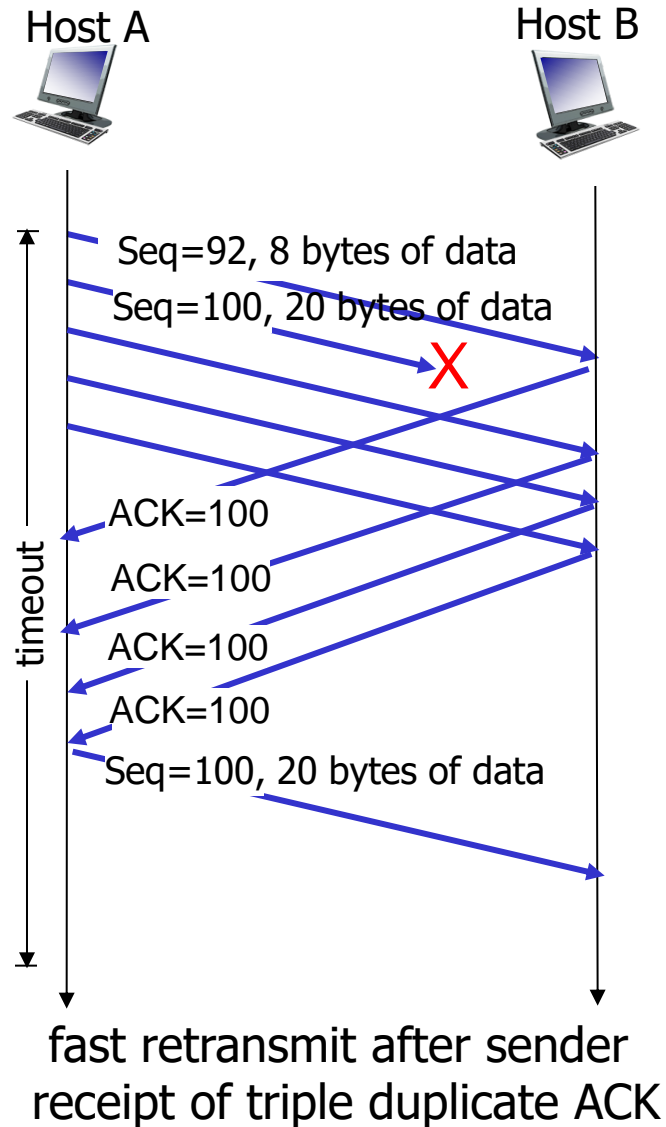 Host A
Host B
Seq=92, 8 bytes of data
Seq=100, 20 bytes of data
X
ACK=100
timeout
ACK=100
ACK=100
ACK=100
Seq=100, 20 bytes of data
fast retransmit after sender
receipt of triple duplicate ACK